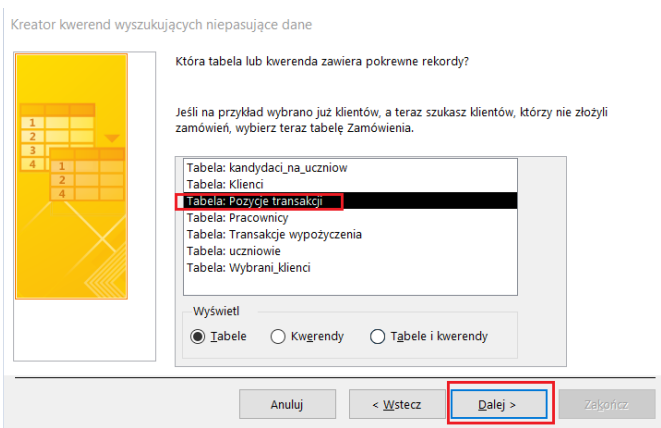 Kreator kwerend wyszukujących niepasujące dane
Która tabela lub kwerenda zawiera pokrewne rekordy?
Jeśli na przykład wybrano już klientów, a teraz szukasz klientów, którzy nie złożyli
zamówień, wybierz teraz tabelę Zamówienia.
1
2
3
4
1
2
4
Tabela: kandydaci_na_uczniow
Tabela: Klienci
Tabela: Pozycje transakcji
Tabela: Pracownicy
Tabela: Transakcje wypożyczenia
Tabela: uczniowie
Tabela: Wybrani_klienci
Wyświetl
Tabele Kwerendy Tabele i kwerendy
Anuluj < Wstecz Dalej > Zakończ